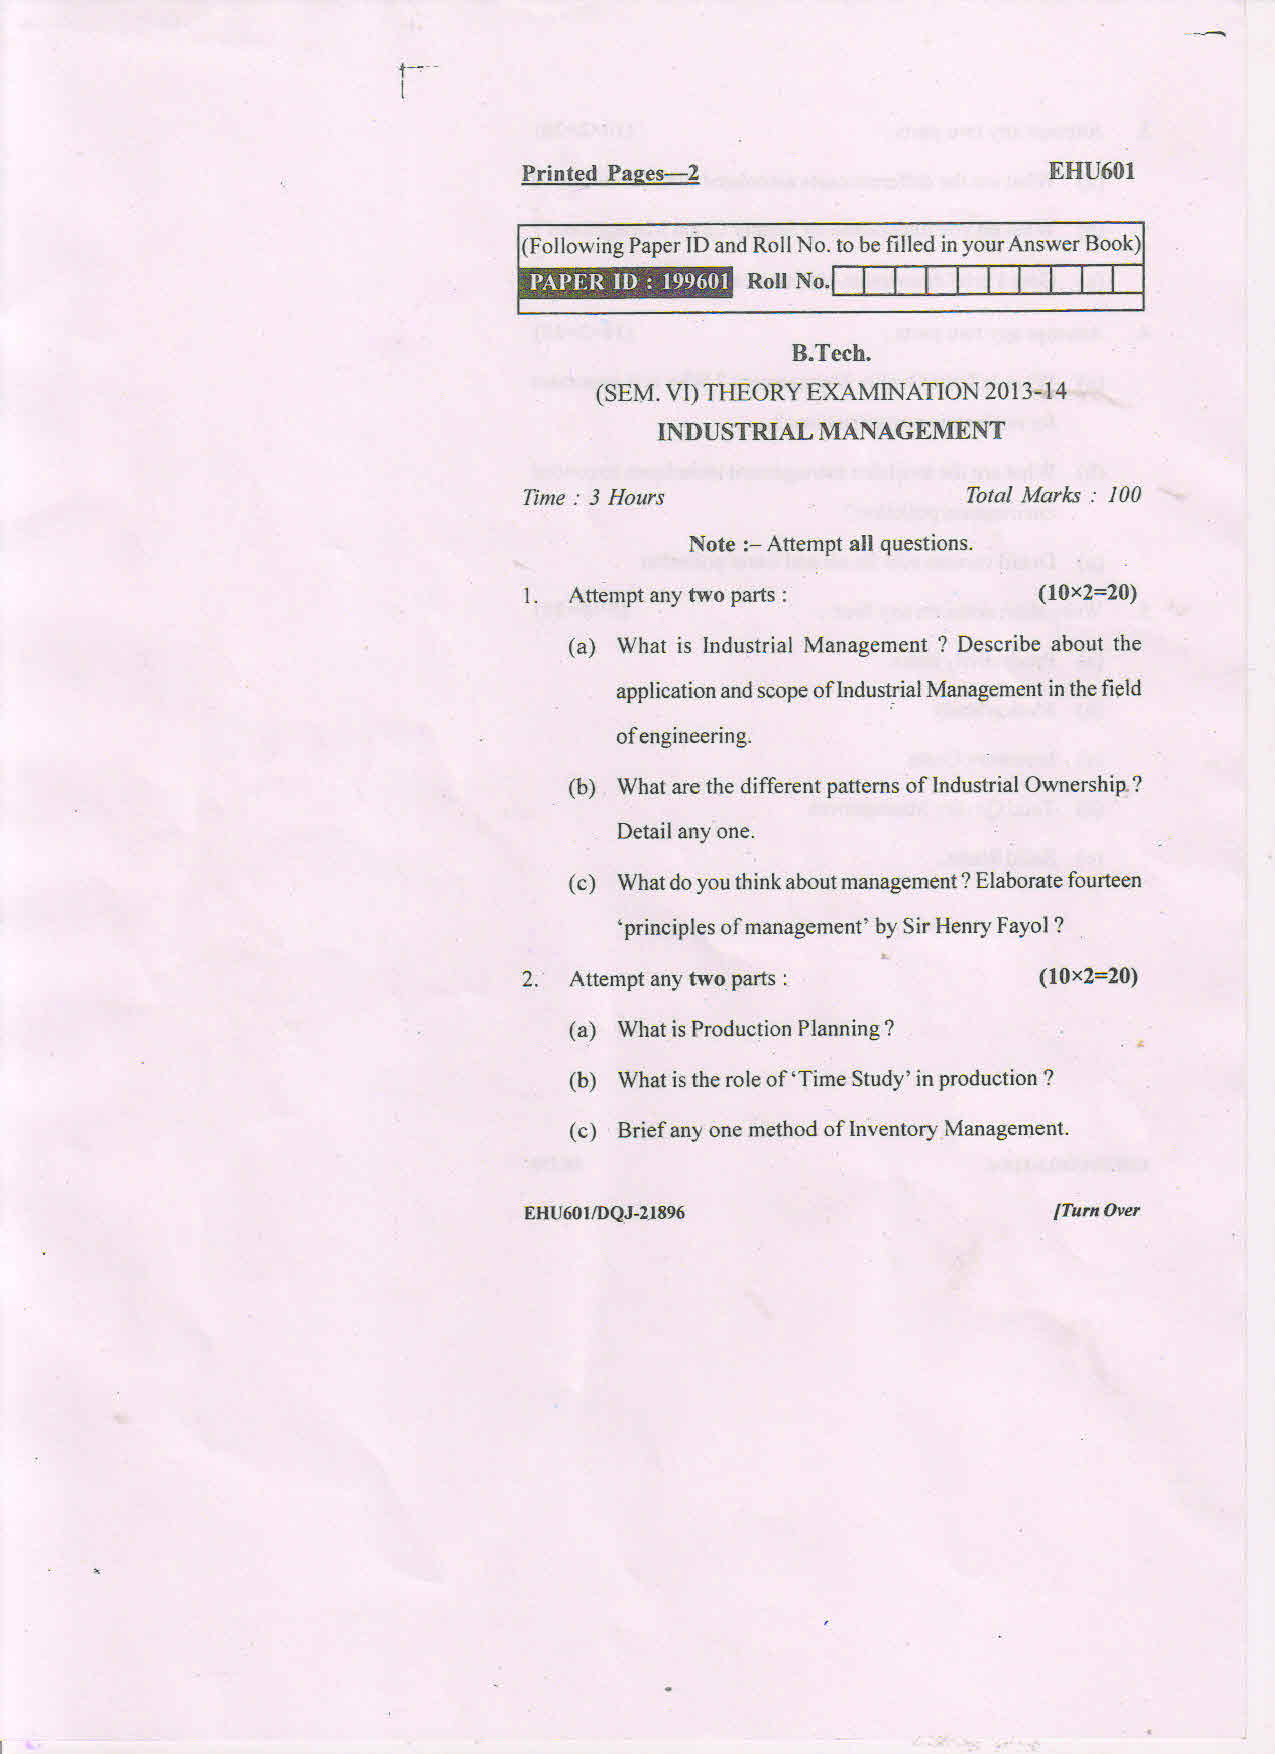 Printed Pages—2 EHU601
(Following Paper ID and Roll No. to be filled in your Answer Book)
PAPER ID : 199601 Roll No.
B.Tech.
(SEM. VI) THEORY EXAMINATION 2013-14
INDUSTRIAL MANAGEMENT
Time : 3 Hours Total Marks : 100
Note :– Attempt all questions.
1. Attempt any two parts : (10×2=20)
(a) What is Industrial Management ? Describe about the
application and scope of Industrial Management in the field
of engineering.
(b) What are the different patterns of Industrial Ownership ?
Detail any one.
(c) What do you think about management ? Elaborate fourteen
‘principles of management’ by Sir Henry Fayol ?
2. Attempt any two parts : (10×2=20)
(a) What is Production Planning ?
(b) What is the role of ‘Time Study’ in production ?
(c) Brief any one method of Inventory Management.
EHU601/DQJ-21896 [Turn Over